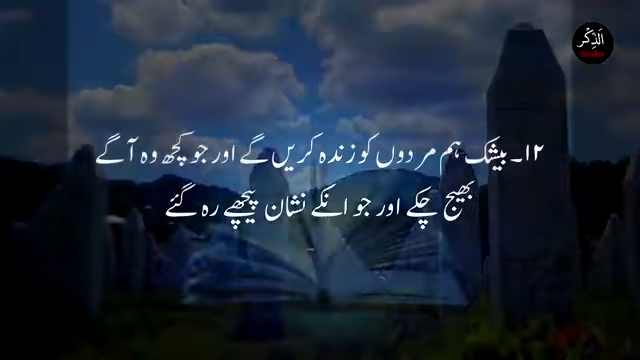 اَلذِّكْر
۱۲۔ بیشک ہم مردوں کو زندہ کریں گے اور جو کچھ وہ آگے
بھیج چکے اور جو انکے نشان پیچھے رہ گئے